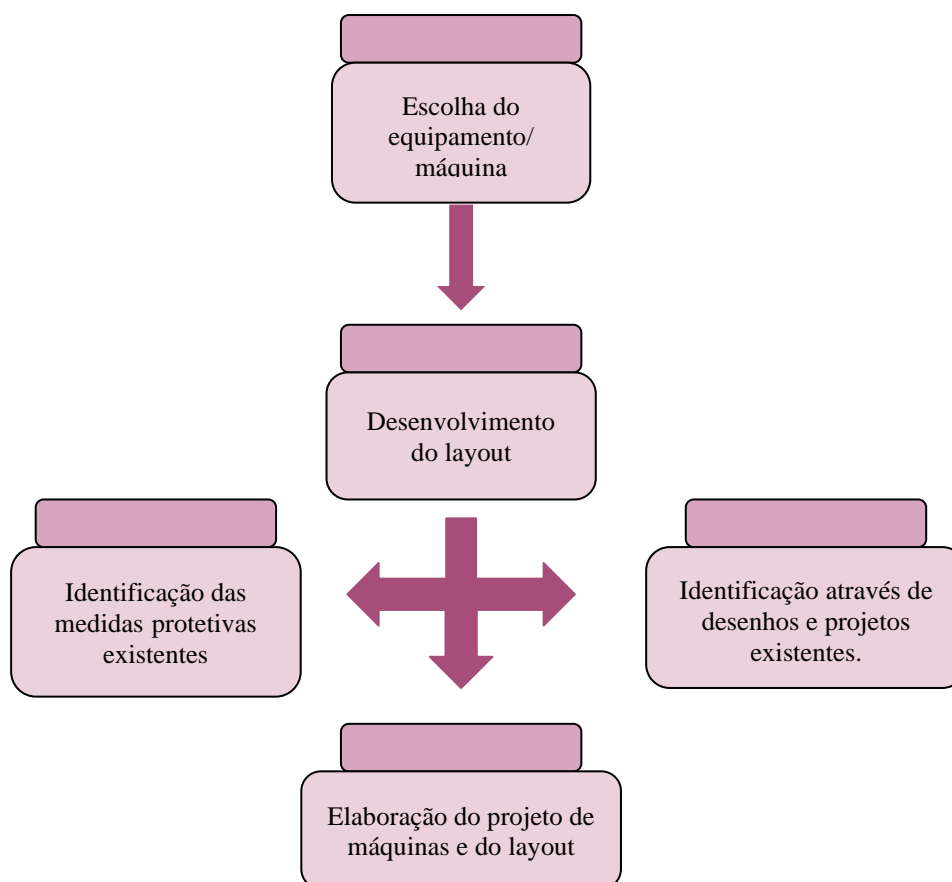 Escolha do
equipamento/
máquina
Desenvolvimento
do layout
Identificação das
medidas protetivas
existentes
Identificação através de
desenhos e projetos
existentes.
Elaboração do projeto de
máquinas e do layout